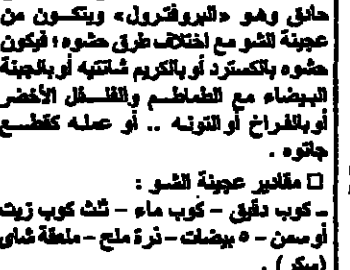 حاذق وهو «البروفترول» ويتكون من
عجينة الشو مع اختلاف طرق حشوه ؛ فيكون
حشوه بالكسترد أو بالكريم شانتيه أو بالجبنة
البيضاء مع الطماطم والفلفل الأخضر
أو بالفراخ أو التونه .. أو عمله كقطع
جاتوه .
□ مقادير عجينة الشو :
ـ كوب دقيق - كوب ماء - ثلث كوب زيت
أو سمن - ٥ بيضات - ذرة ملح - ملعقة شاى
(سكر) .